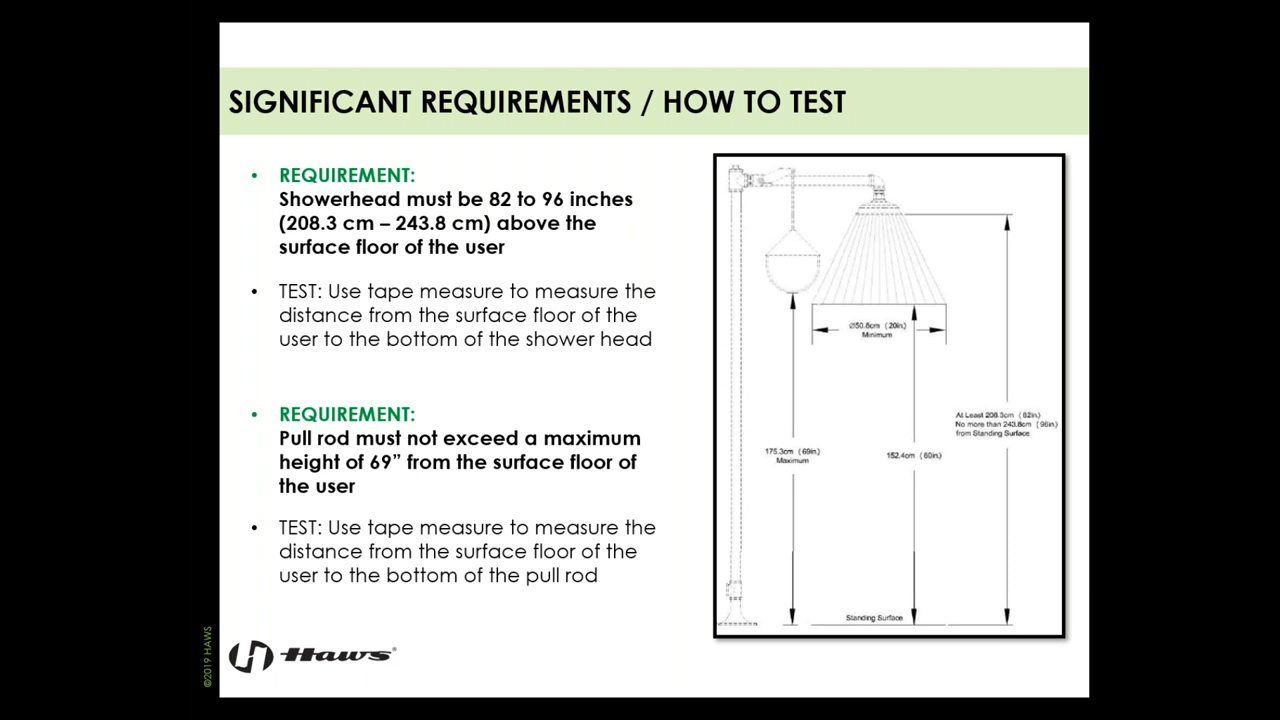 SIGNIFICANT REQUIREMENTS / HOW TO TEST
• REQUIREMENT:
Showerhead must be 82 to 96 inches
(208.3 cm – 243.8 cm) above the
surface floor of the user
• TEST: Use tape measure to measure the
distance from the surface floor of the
user to the bottom of the shower head
• REQUIREMENT:
Pull rod must not exceed a maximum
height of 69” from the surface floor of
the user
• TEST: Use tape measure to measure the
distance from the surface floor of the
user to the bottom of the pull rod
Ø50.8cm (20in.)
Minimum
At Least 208.3cm (82in.)
No more than 243.8cm (96in.)
from Standing Surface
175.3cm (69in.)
Maximum
152.4cm (60in.)
Standing Surface
©2019 HAWS
Haws®